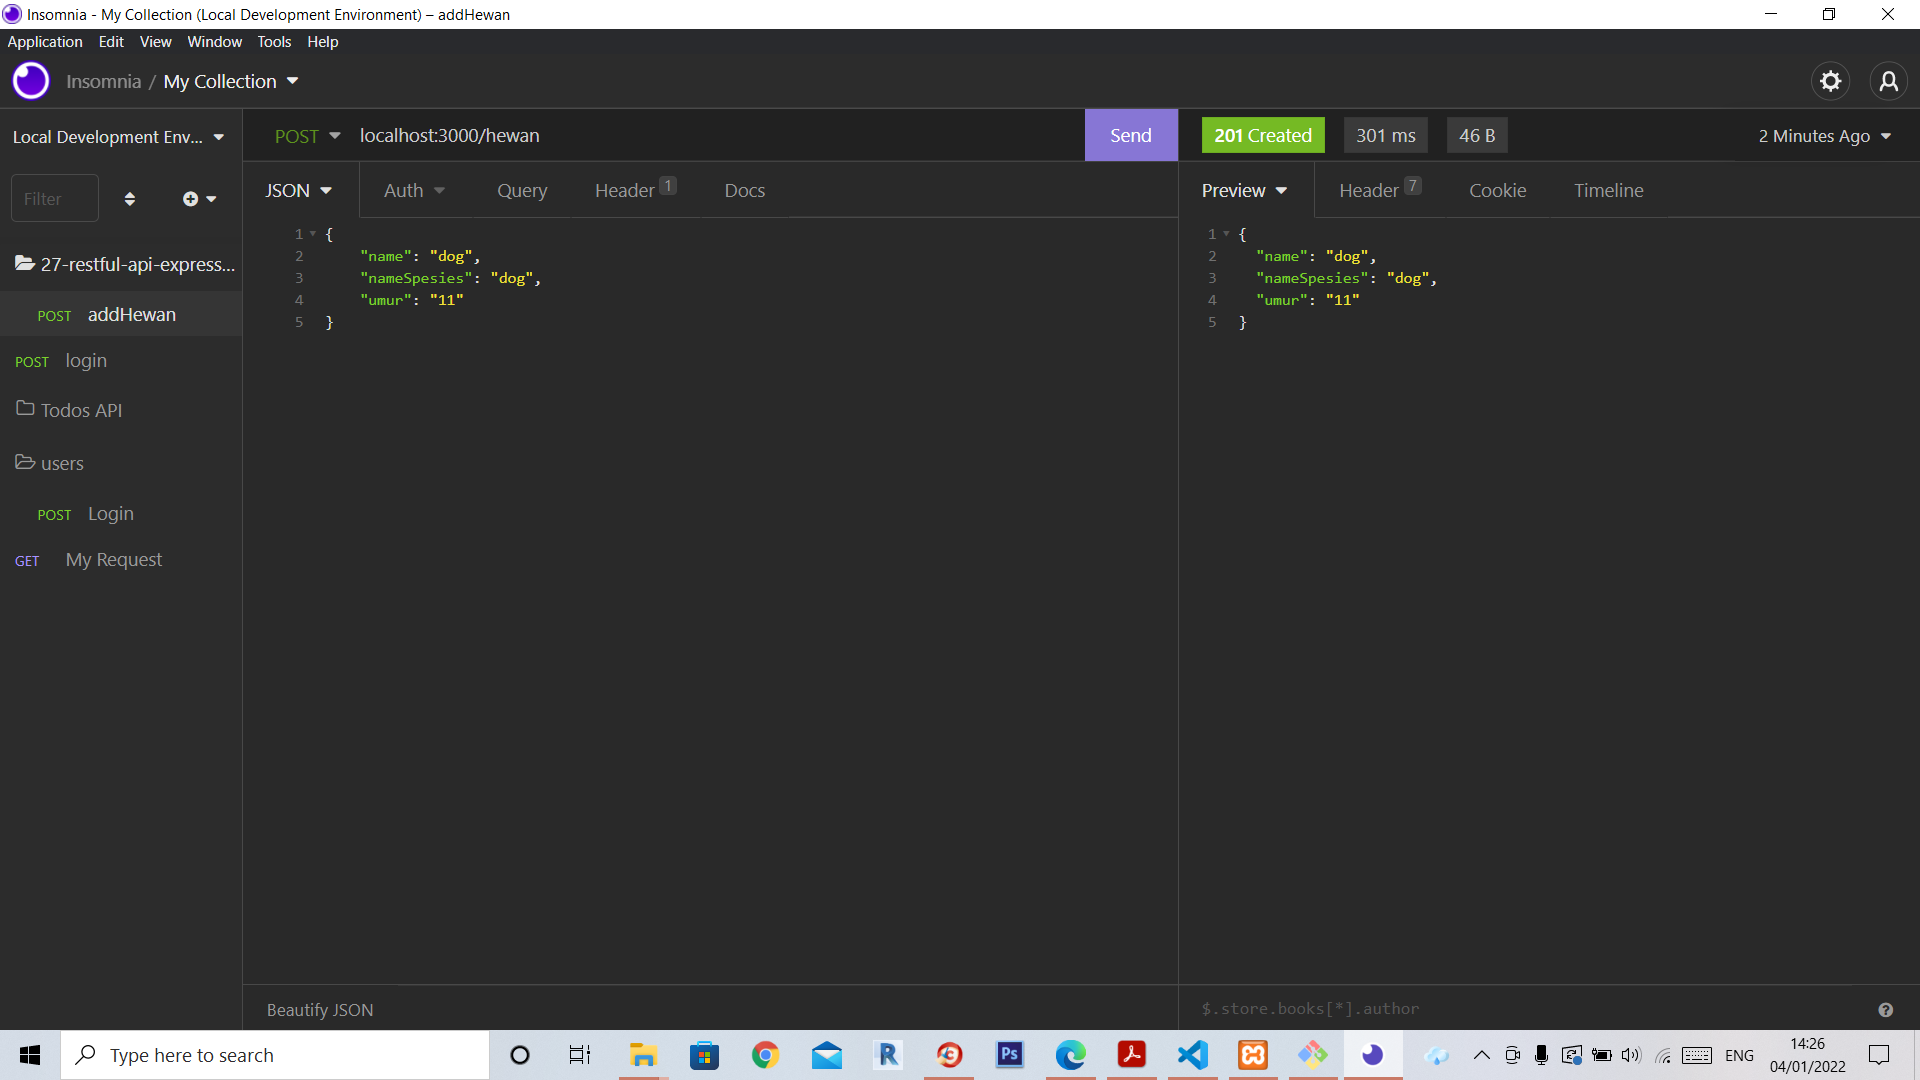 Insomnia - My Collection (Local Development Environment) – addHewan
Application Edit View Window Tools Help
Insomnia / My Collection
Local Development Env...
POST localhost:3000/hewan Send
201 Created 301 ms 46 B 2 Minutes Ago
Filter
JSON Auth Query Header 1 Docs
Preview Header 7 Cookie Timeline
27-restful-api-express...
POST addHewan
POST login
Todos API
users
POST Login
GET My Request
1 {
2 "name": "dog",
3 "nameSpesies": "dog",
4 "umur": "11"
5 }
1 {
2 "name": "dog",
3 "nameSpesies": "dog",
4 "umur": "11"
5 }
Beautify JSON
$.store.books[*].author
Type here to search
Ps
ENG
14:26
04/01/2022